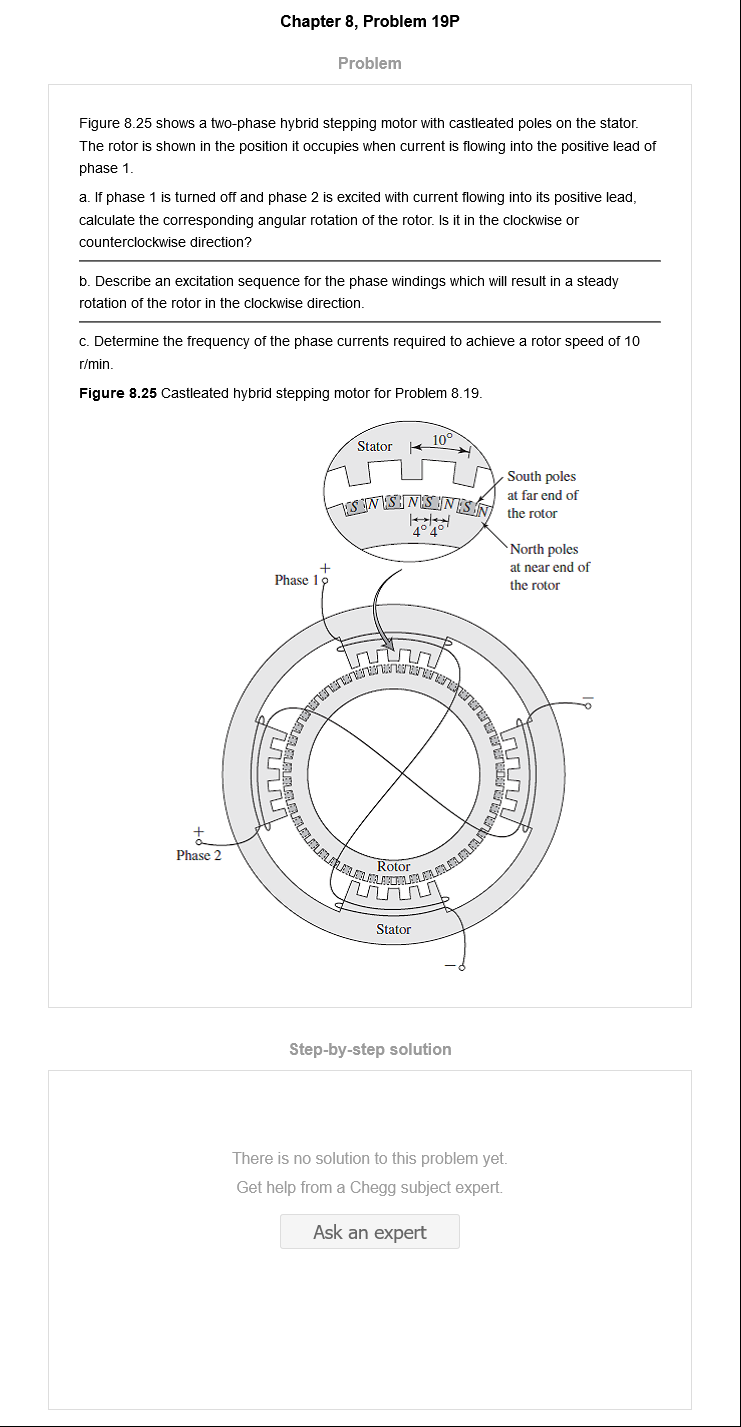 Chapter 8, Problem 19P
Problem
Figure 8.25 shows a two-phase hybrid stepping motor with castleated poles on the stator.
The rotor is shown in the position it occupies when current is flowing into the positive lead of
phase 1.
a. If phase 1 is turned off and phase 2 is excited with current flowing into its positive lead,
calculate the corresponding angular rotation of the rotor. Is it in the clockwise or
counterclockwise direction?
b. Describe an excitation sequence for the phase windings which will result in a steady
rotation of the rotor in the clockwise direction.
c. Determine the frequency of the phase currents required to achieve a rotor speed of 10
r/min.
Figure 8.25 Castleated hybrid stepping motor for Problem 8.19.
Stator
10°
S N S N S N S N
4° 4°
South poles
at far end of
the rotor
North poles
at near end of
the rotor
+
Phase 1
−
+
Phase 2
Rotor
Stator
−
Step-by-step solution
There is no solution to this problem yet.
Get help from a Chegg subject expert.
Ask an expert